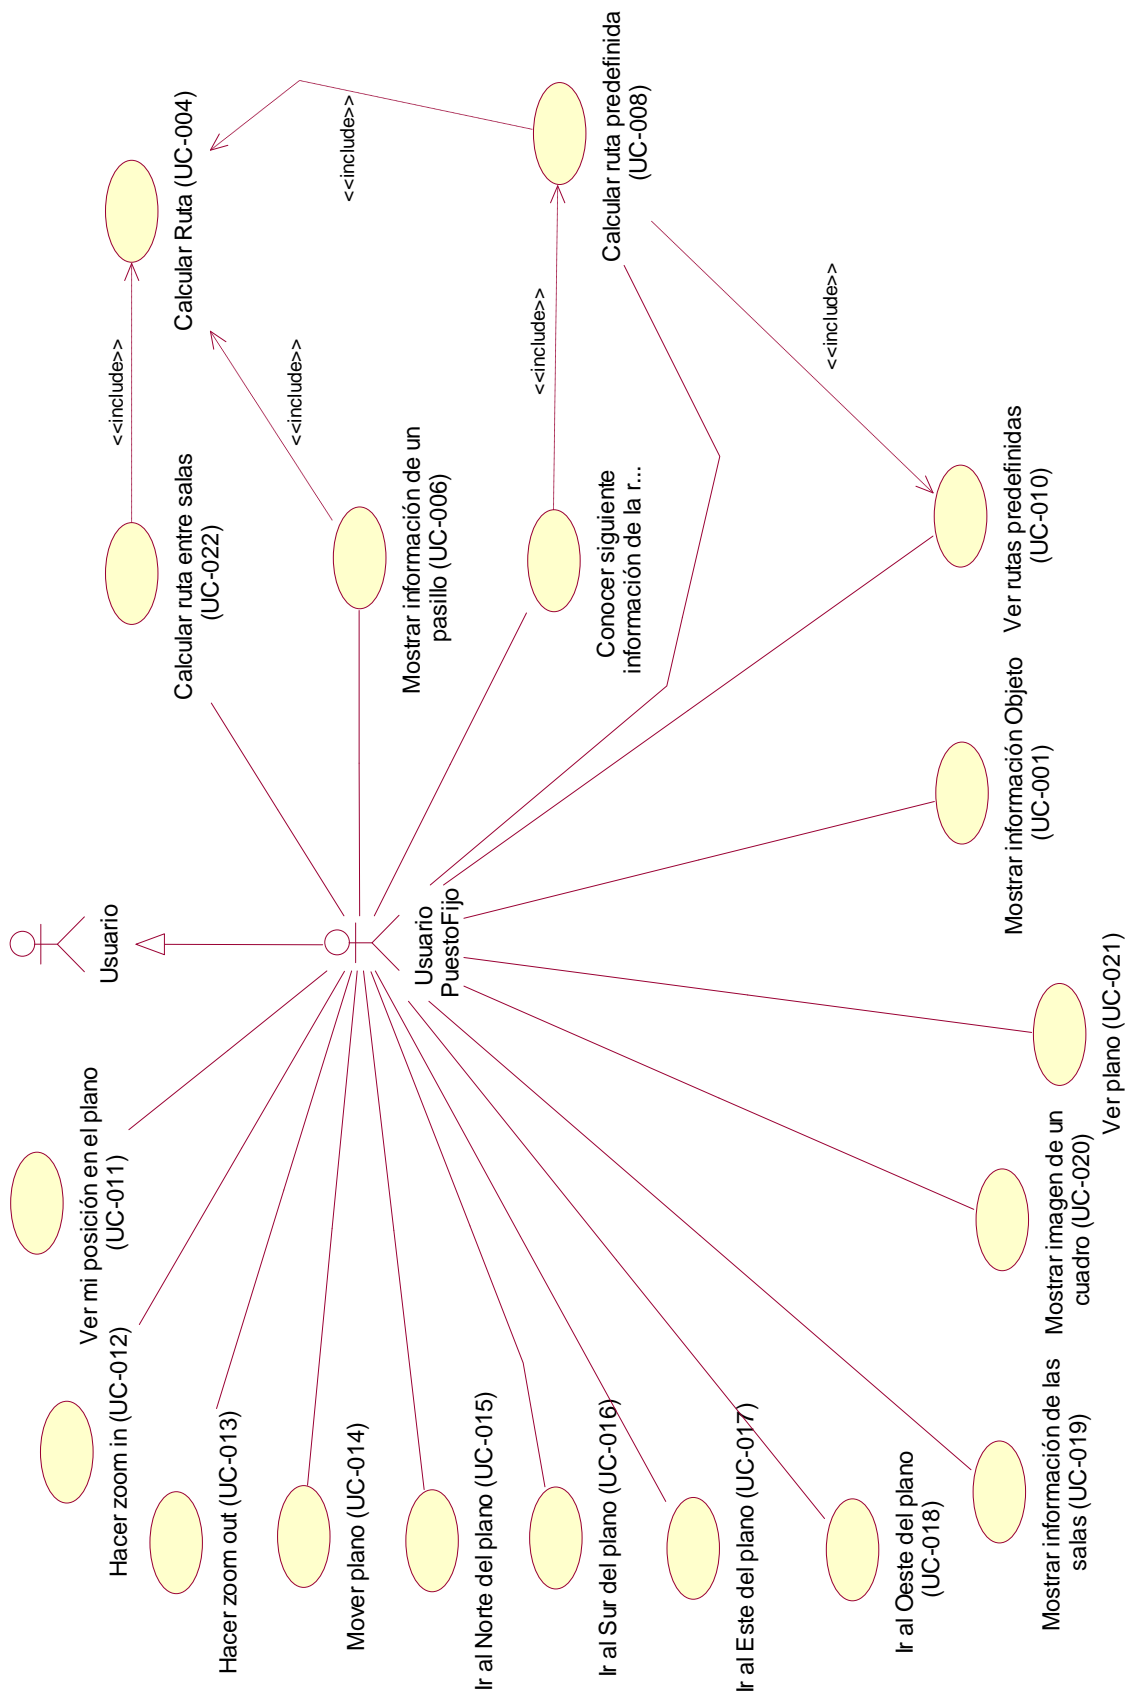 Ver mi posición en el plano
(UC-011)
Usuario
Calcular ruta entre salas
(UC-022)
<<include>>
Calcular Ruta (UC-004)
Hacer zoom in (UC-012)
Hacer zoom out (UC-013)
Mover plano (UC-014)
Usuario
PuestoFijo
Mostrar información de un
pasillo (UC-006)
<<include>>
<<include>>
Ir al Norte del plano (UC-015)
Ir al Sur del plano (UC-016)
Conocer siguiente
información de la r...
<<include>>
Calcular ruta predefinida
(UC-008)
Ir al Este del plano (UC-017)
<<include>>
Ir al Oeste del plano
(UC-018)
Mostrar información de las
salas (UC-019)
Mostrar imagen de un
cuadro (UC-020)
Ver plano (UC-021)
Mostrar información Objeto
(UC-001)
Ver rutas predefinidas
(UC-010)